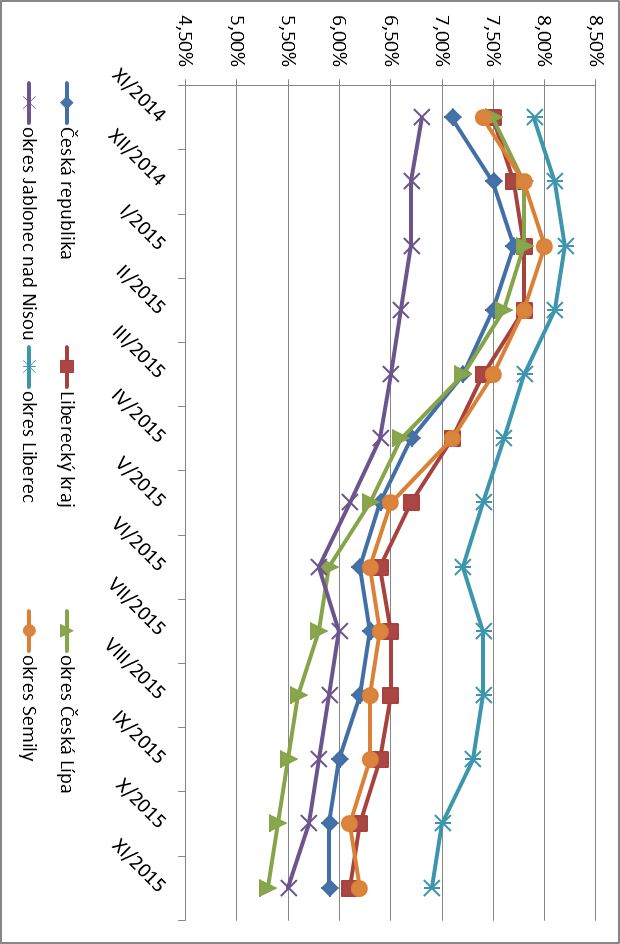 8,50%
8,00%
7,50%
7,00%
6,50%
6,00%
5,50%
5,00%
4,50%
XI/2014
XII/2014
I/2015
II/2015
III/2015
IV/2015
V/2015
VI/2015
VII/2015
VIII/2015
IX/2015
X/2015
XI/2015
Česká republika
Liberecký kraj
okres Česká Lípa
okres Jablonec nad Nisou
okres Liberec
okres Semily